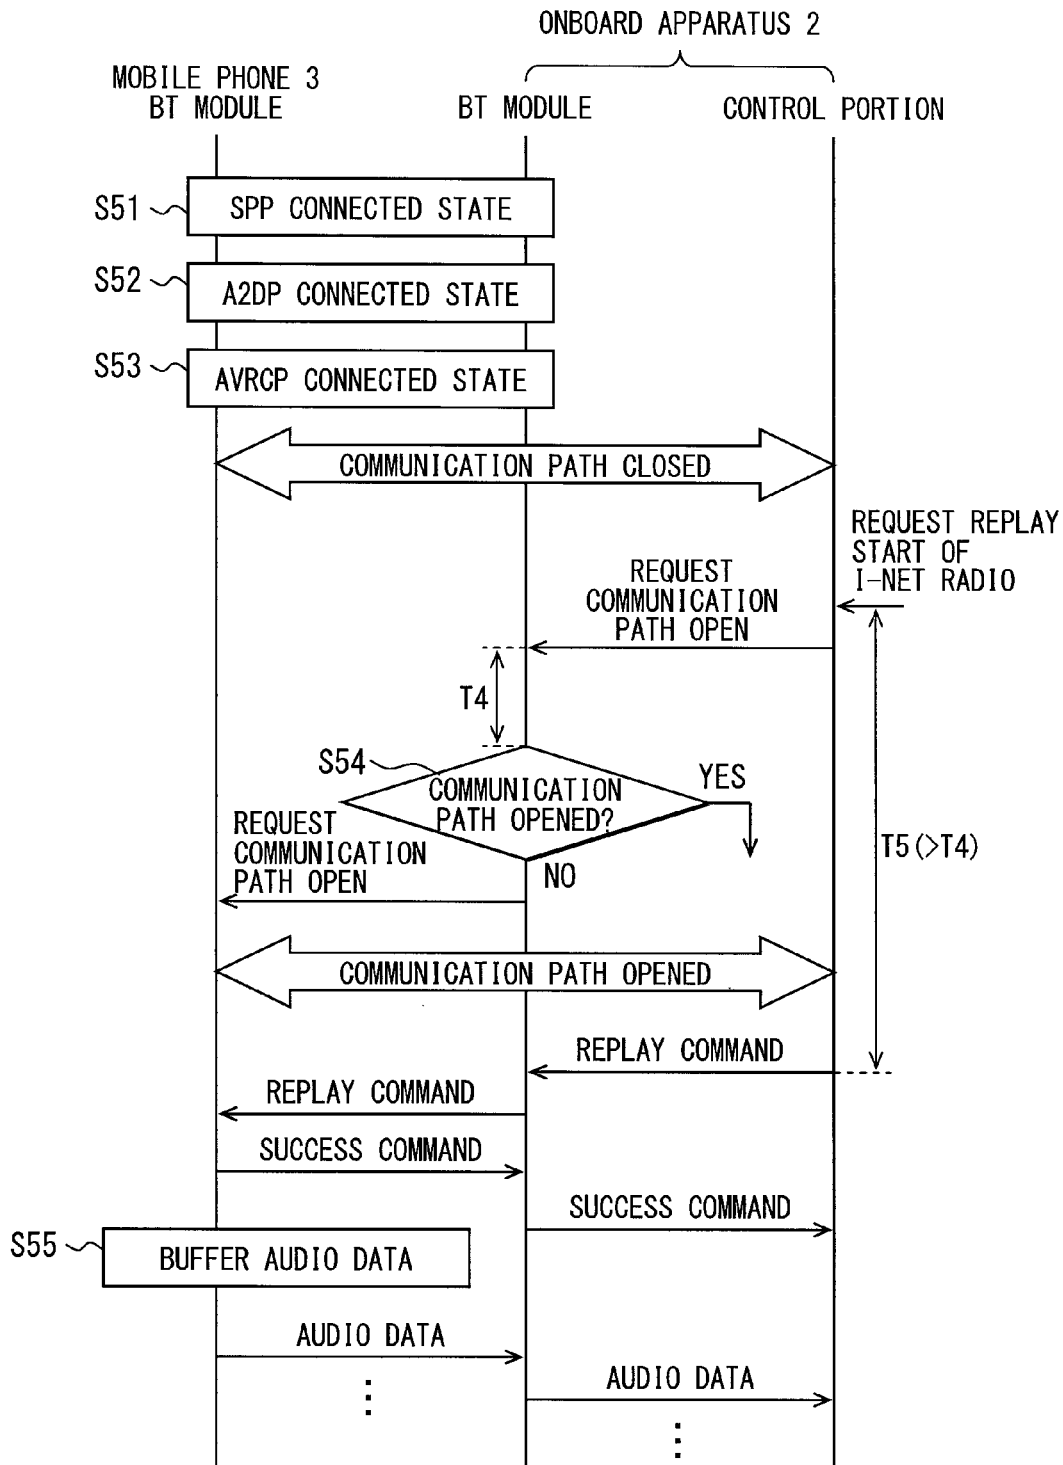 ONBOARD APPARATUS 2
MOBILE PHONE 3
BT MODULE
BT MODULE
CONTROL PORTION
S51
SPP CONNECTED STATE
S52
A2DP CONNECTED STATE
S53
AVRCP CONNECTED STATE
COMMUNICATION PATH CLOSED
REQUEST REPLAY
START OF
I-NET RADIO
REQUEST
COMMUNICATION
PATH OPEN
T4
S54
COMMUNICATION
PATH OPENED?
YES
NO
T5(>T4)
REQUEST
COMMUNICATION
PATH OPEN
COMMUNICATION PATH OPENED
REPLAY COMMAND
REPLAY COMMAND
SUCCESS COMMAND
SUCCESS COMMAND
S55
BUFFER AUDIO DATA
AUDIO DATA
AUDIO DATA